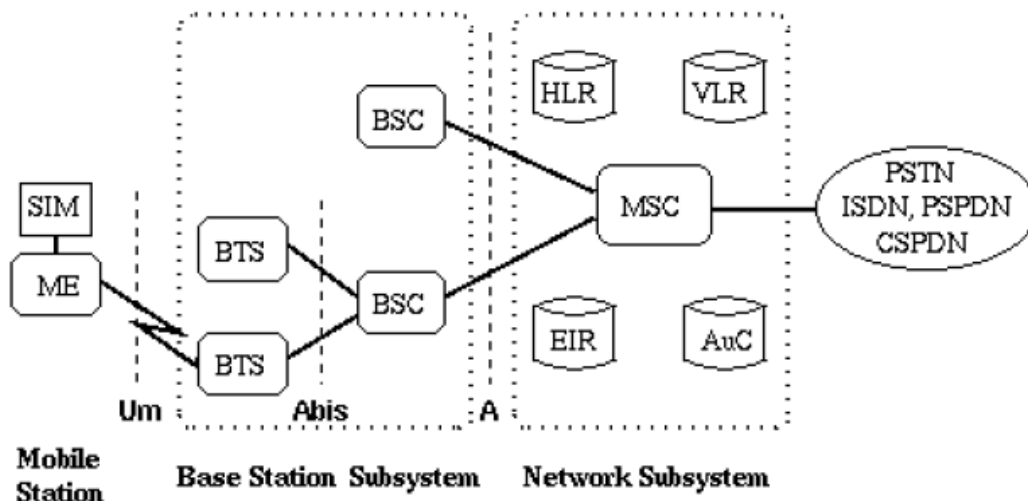 HLR
VLR
BSC
PSTN
ISDN, PSPDN
CSPDN
SIM
MSC
BTS
ME
BSC
EIR
AuC
BTS
Um
Abis
A
Mobile
Station
Base Station Subsystem
Network Subsystem